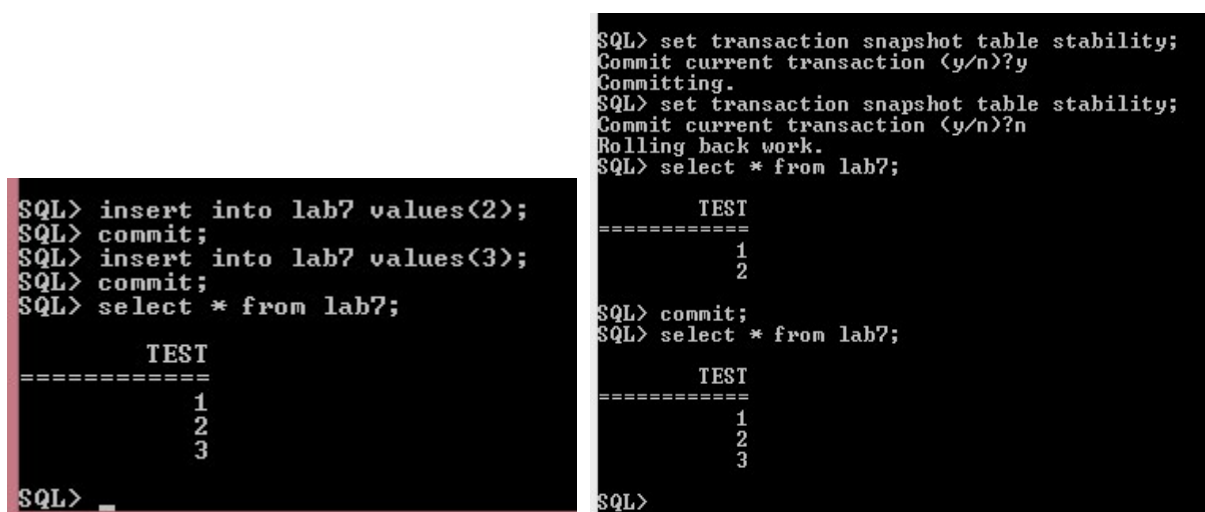 SQL> insert into lab7 values(2);
SQL> commit;
SQL> insert into lab7 values(3);
SQL> commit;
SQL> select * from lab7;
TEST
============
1
2
3
SQL> _
SQL> set transaction snapshot table stability;
Commit current transaction (y/n)?y
Committing.
SQL> set transaction snapshot table stability;
Commit current transaction (y/n)?n
Rolling back work.
SQL> select * from lab7;
TEST
============
1
2
SQL> commit;
SQL> select * from lab7;
TEST
============
1
2
3
SQL>